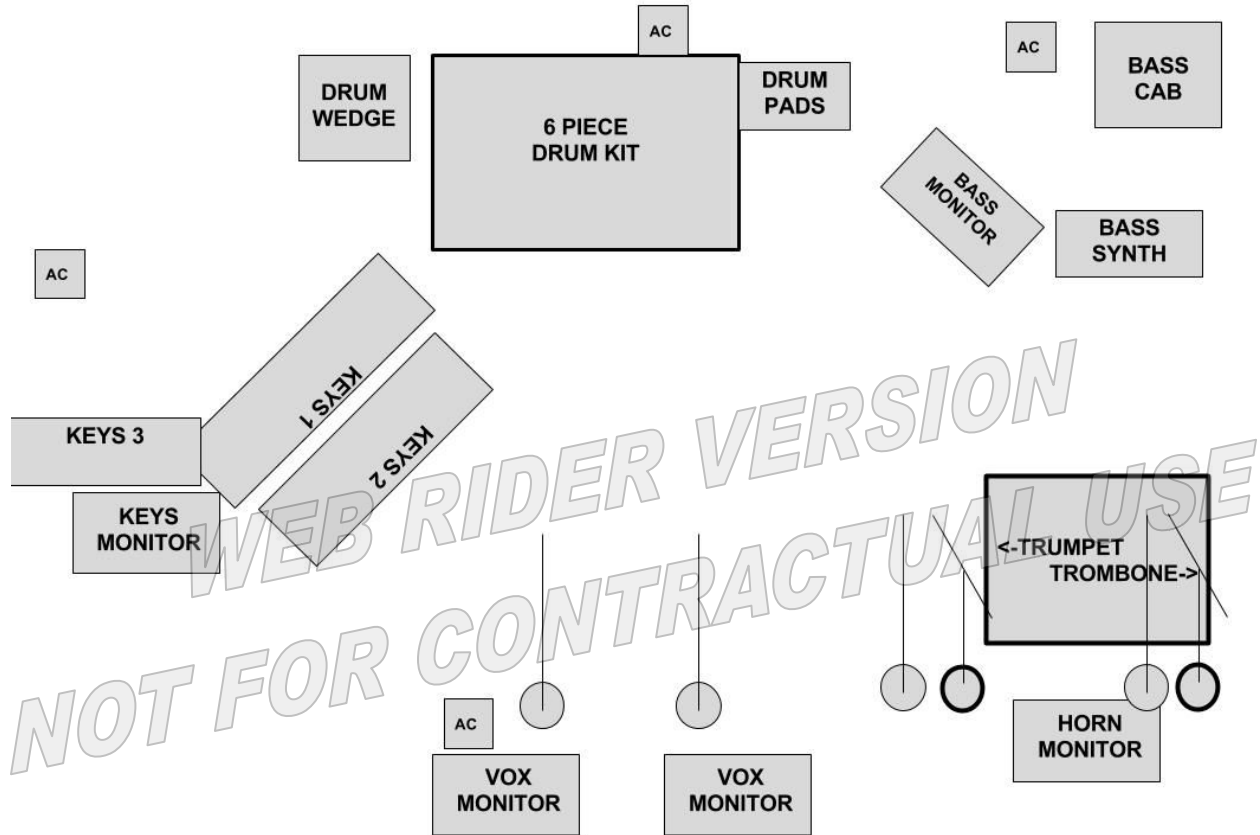 AC
AC
DRUM
WEDGE
6 PIECE
DRUM KIT
DRUM
PADS
BASS
CAB
BASS
MONITOR
BASS
SYNTH
AC
KEYS 1
KEYS 2
KEYS 3
KEYS
MONITOR
<-TRUMPET
TROMBONE->
AC
VOX
MONITOR
VOX
MONITOR
HORN
MONITOR
WEB RIDER VERSION
NOT FOR CONTRACTUAL USE